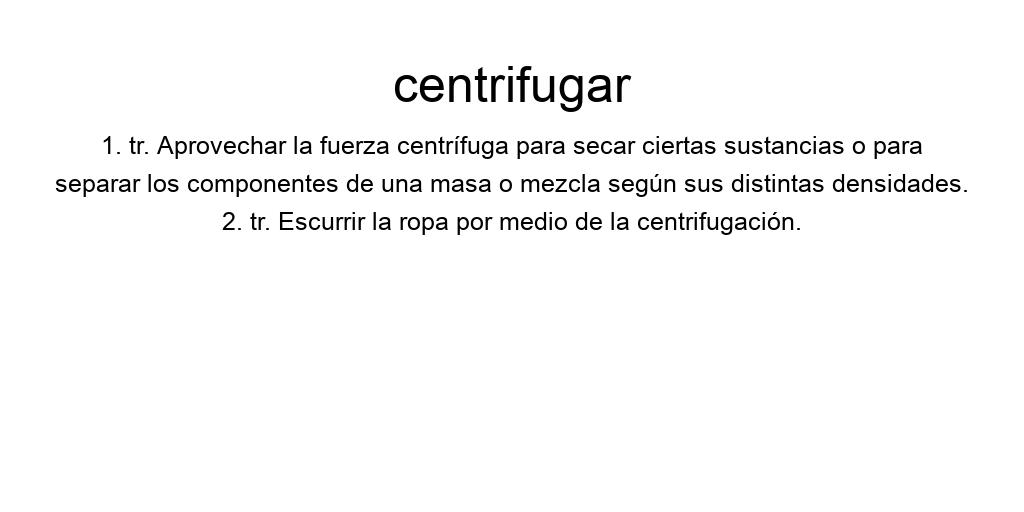 centrifugar
1. tr. Aprovechar la fuerza centrífuga para secar ciertas sustancias o para
separar los componentes de una masa o mezcla según sus distintas densidades.
2. tr. Escurrir la ropa por medio de la centrifugación.